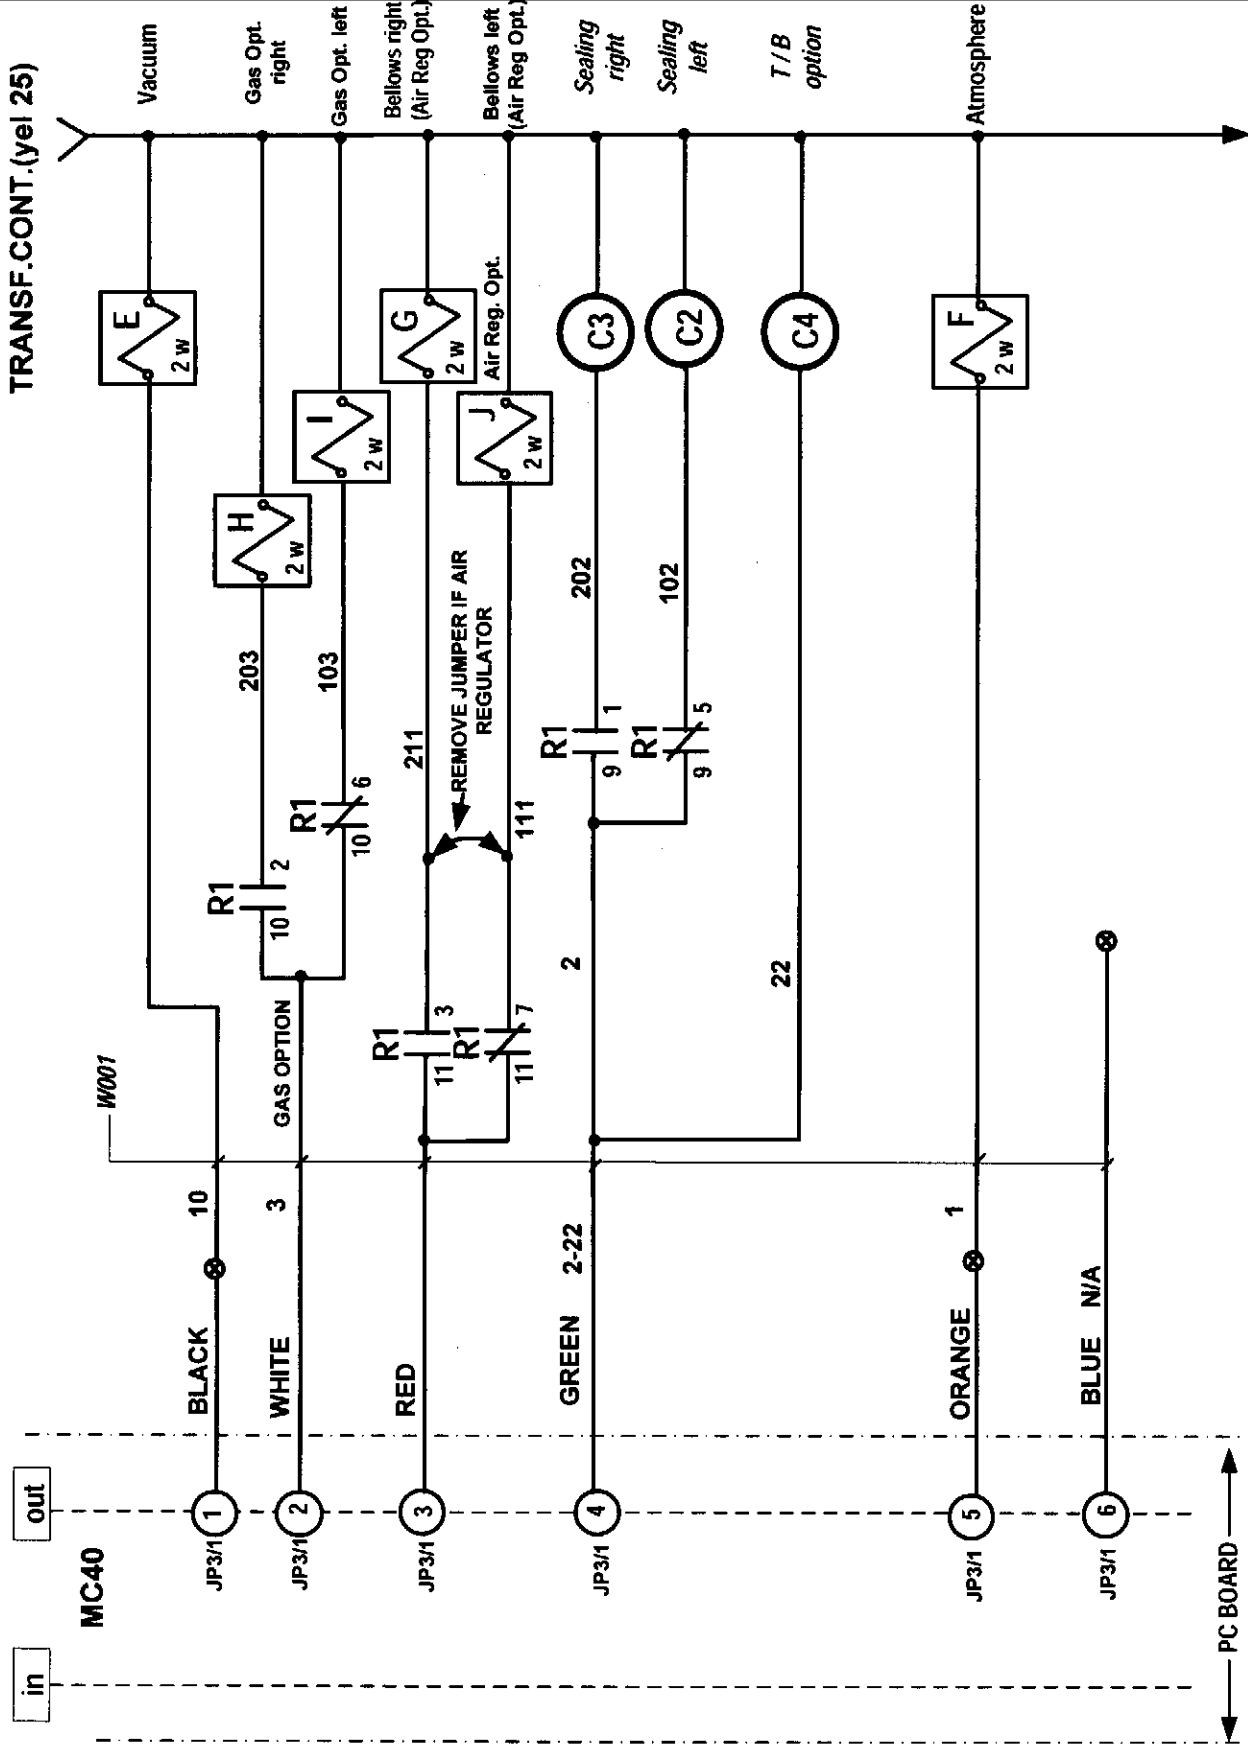 TRANSF.CONT.(yel 25)
Vacuum
Gas Opt.
right
Gas Opt. left
Bellows right
(Air Reg Opt.)
Bellows left
(Air Reg Opt.)
Sealing
right
Sealing
left
T / B
option
Atmosphere
E
2 w
H
2 w
I
2 w
G
2 w
Air Reg. Opt.
J
2 w
C3
C2
C4
F
2 w
203
103
211
REMOVE JUMPER IF AIR
REGULATOR
111
202
102
R1
10
2
R1
10
6
R1
11
3
R1
11
7
R1
9
1
R1
9
5
2
22
W001
GAS OPTION
BLACK
10
WHITE
3
RED
GREEN
2-22
ORANGE
1
BLUE N/A
out
MC40
in
JP3/1
1
JP3/1
2
JP3/1
3
JP3/1
4
JP3/1
5
JP3/1
6
PC BOARD